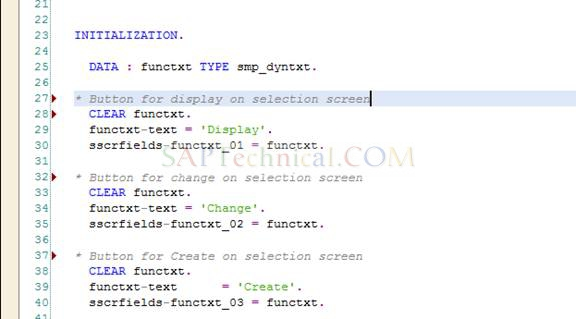 21
22
23 INITIALIZATION.
24
25 DATA : functxt TYPE smp_dyntxt.
26
27 * Button for display on selection screen
28 CLEAR functxt.
29 functxt-text = 'Display'.
30 sscrfields-functxt_01 = functxt.
31
SAPTechnical.COM
32 * Button for change on selection screen
33 CLEAR functxt.
34 functxt-text = 'Change'.
35 sscrfields-functxt_02 = functxt.
36
37 * Button for Create on selection screen
38 CLEAR functxt.
39 functxt-text = 'Create'.
40 sscrfields-functxt_03 = functxt.
41